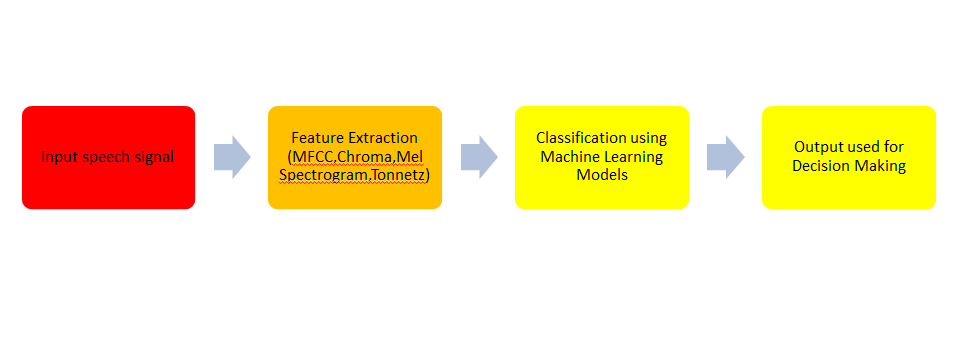 Input speech signal
Feature Extraction
(MFCC,Chroma,Mel
Spectrogram,Tonnetz)
Classification using
Machine Learning
Models
Output used for
Decision Making